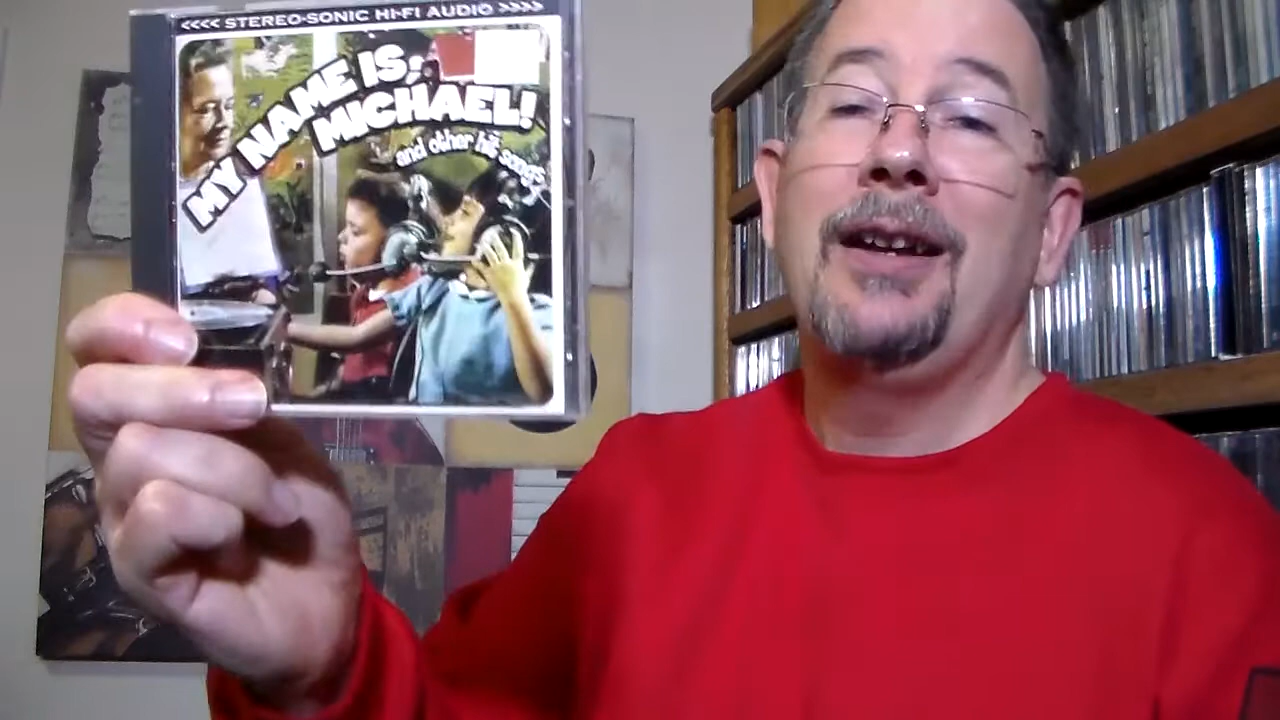 <<<< STEREO-SONIC HI-FI AUDIO >>>>
MY NAME IS;
MICHAEL!
and other hit songs